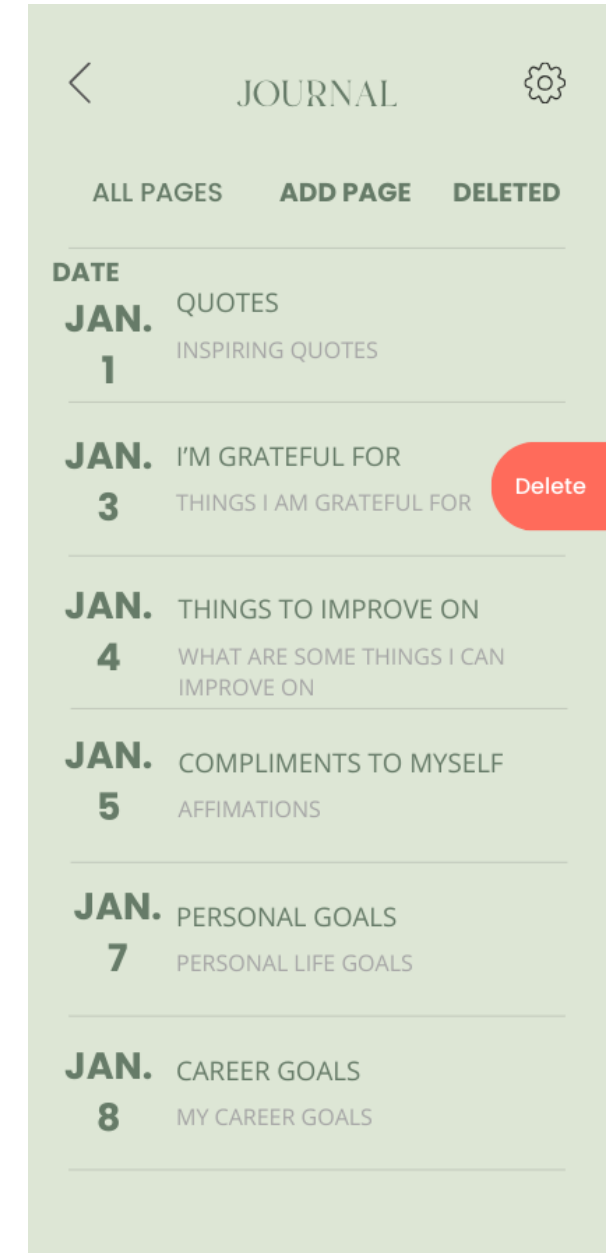 JOURNAL
ALL PAGES ADD PAGE DELETED
DATE
JAN.
1
QUOTES
INSPIRING QUOTES
JAN.
3
I'M GRATEFUL FOR
THINGS I AM GRATEFUL FOR
Delete
JAN.
4
THINGS TO IMPROVE ON
WHAT ARE SOME THINGS I CAN
IMPROVE ON
JAN.
5
COMPLIMENTS TO MYSELF
AFFIMATIONS
JAN.
7
PERSONAL GOALS
PERSONAL LIFE GOALS
JAN.
8
CAREER GOALS
MY CAREER GOALS